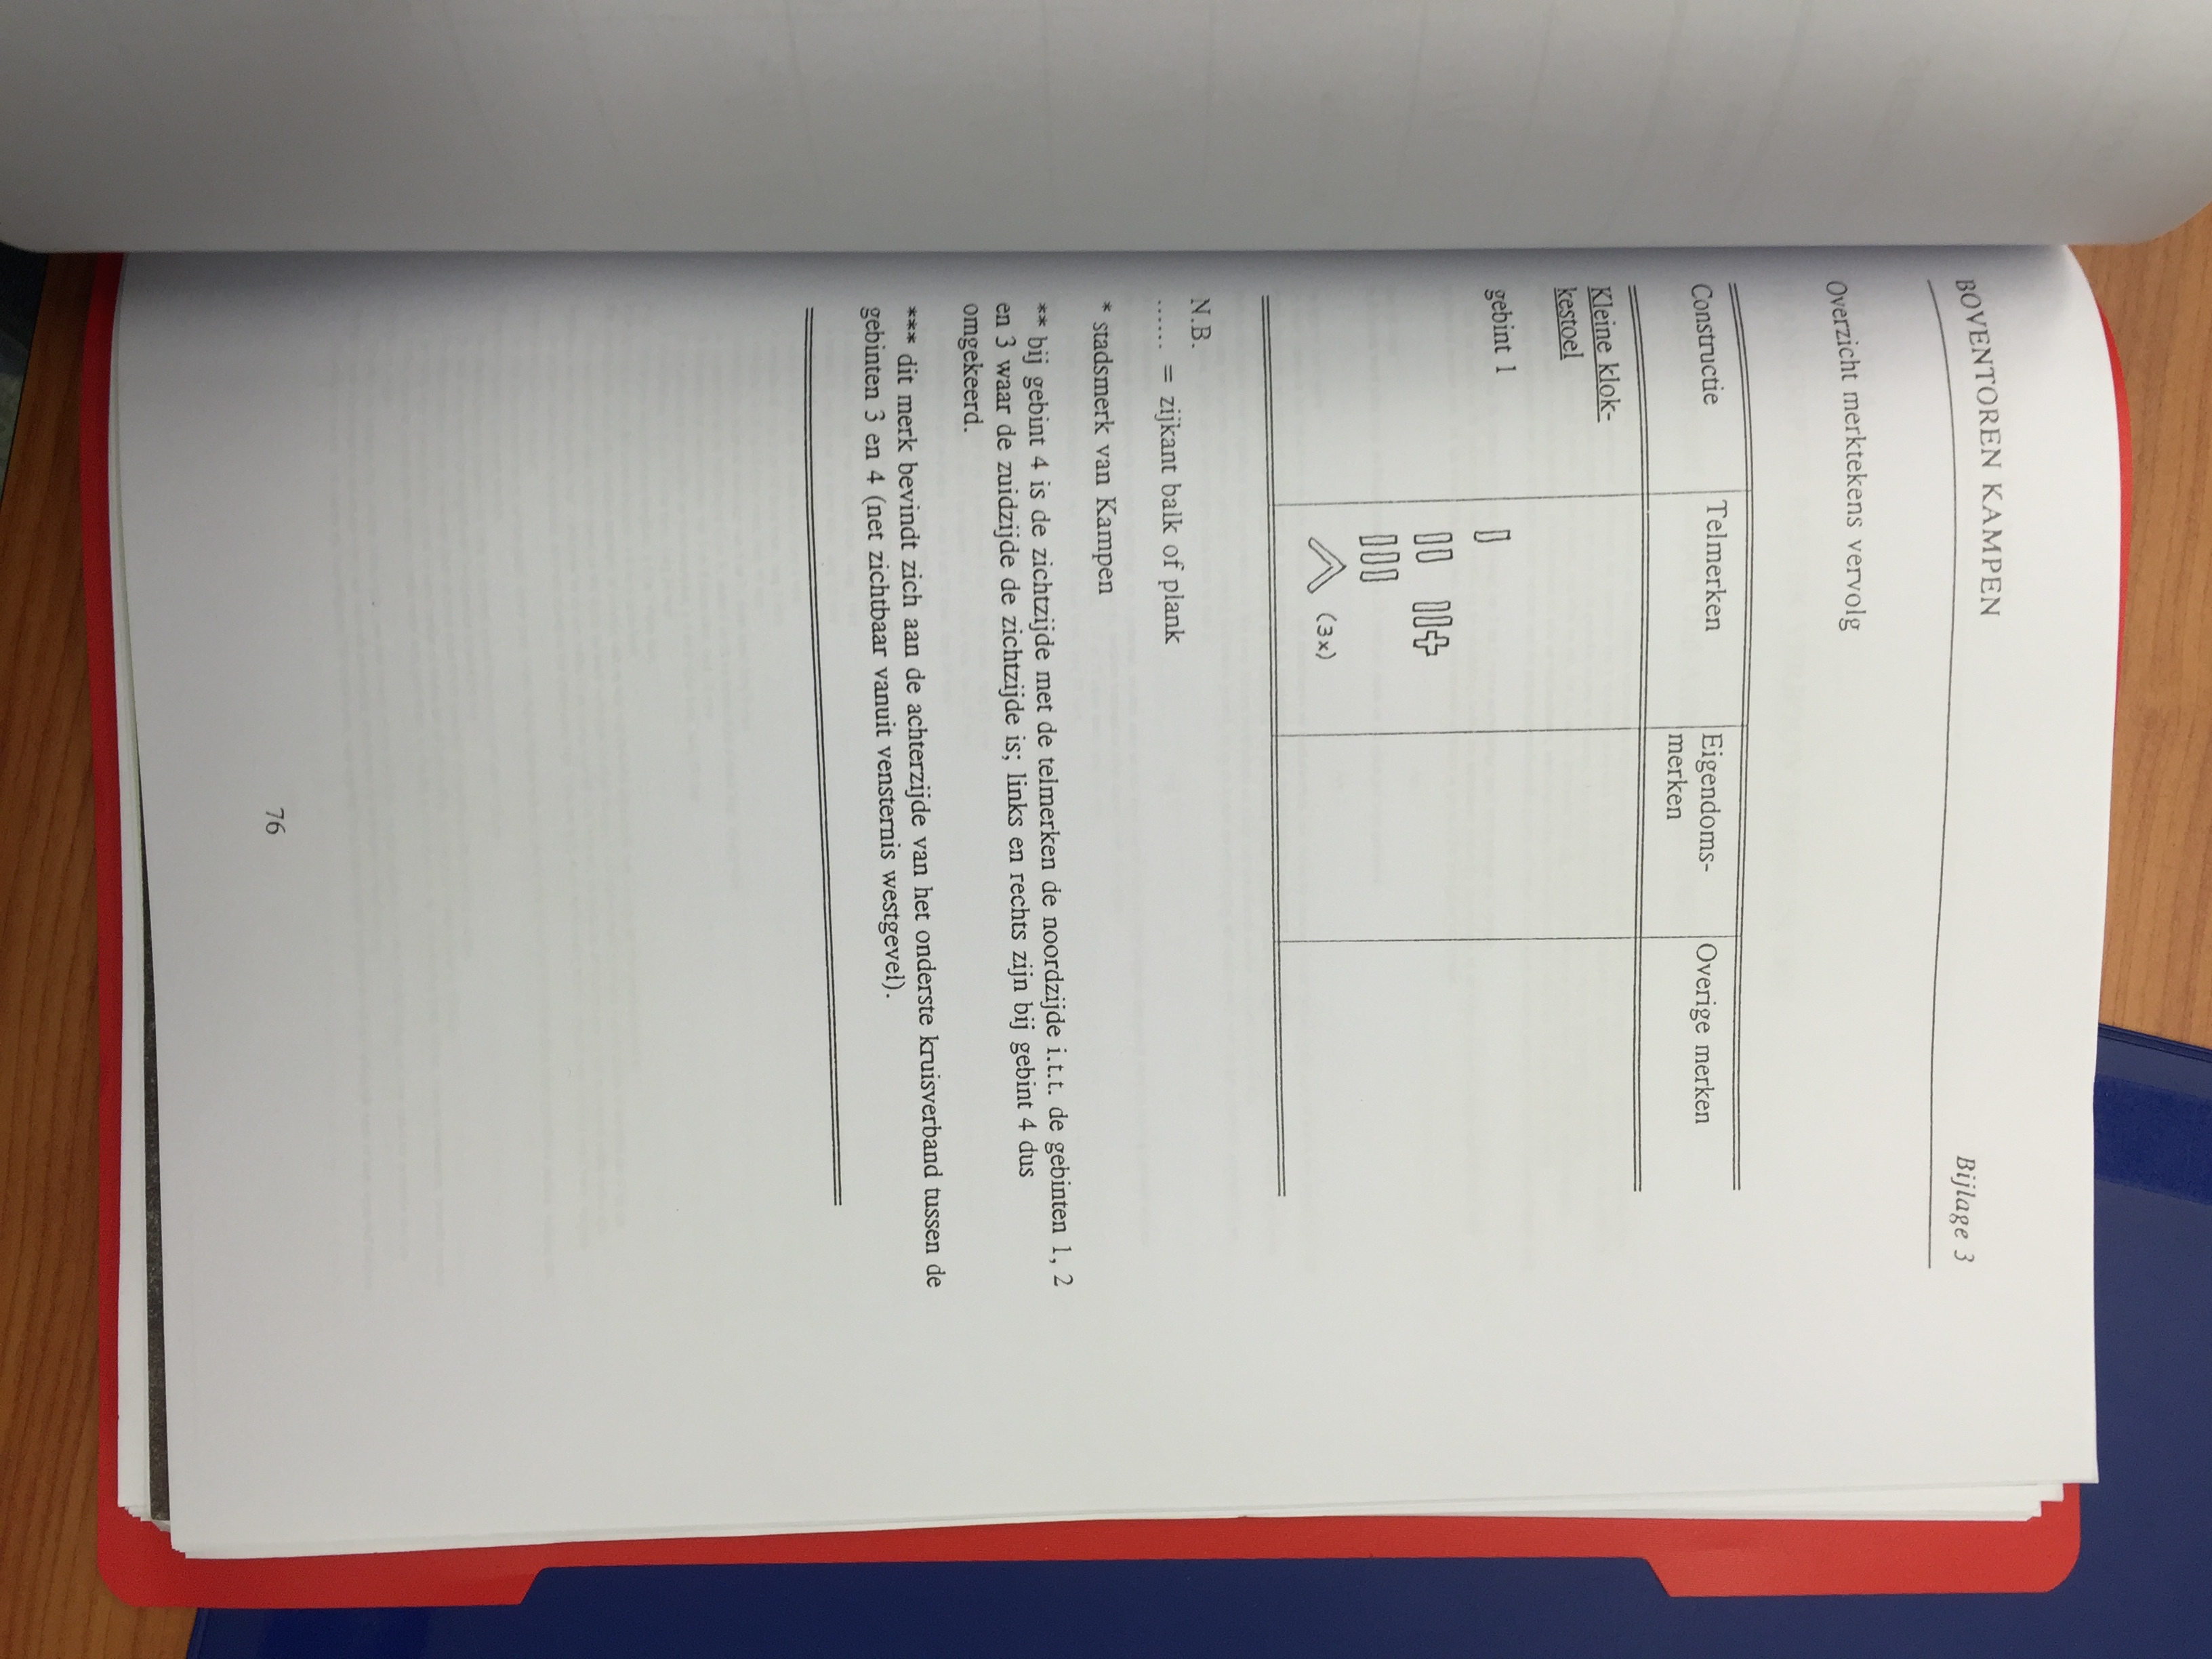 BOVENTOREN KAMPEN Bijlage 3
Overzicht merktekens vervolg
Constructie Telmerken Eigendoms- Overige merken
merken
Kleine klok-
kestoel
gebint 1
(3x)
N.B.
...... = zijkant balk of plank
* stadsmerk van Kampen
** bij gebint 4 is de zichtzijde met de telmerken de noordzijde i.t.t. de gebinten 1, 2
en 3 waar de zuidzijde de zichtzijde is; links en rechts zijn bij gebint 4 dus
omgekeerd.
*** dit merk bevindt zich aan de achterzijde van het onderste kruisverband tussen de
gebinten 3 en 4 (net zichtbaar vanuit vensternis westgevel).
76